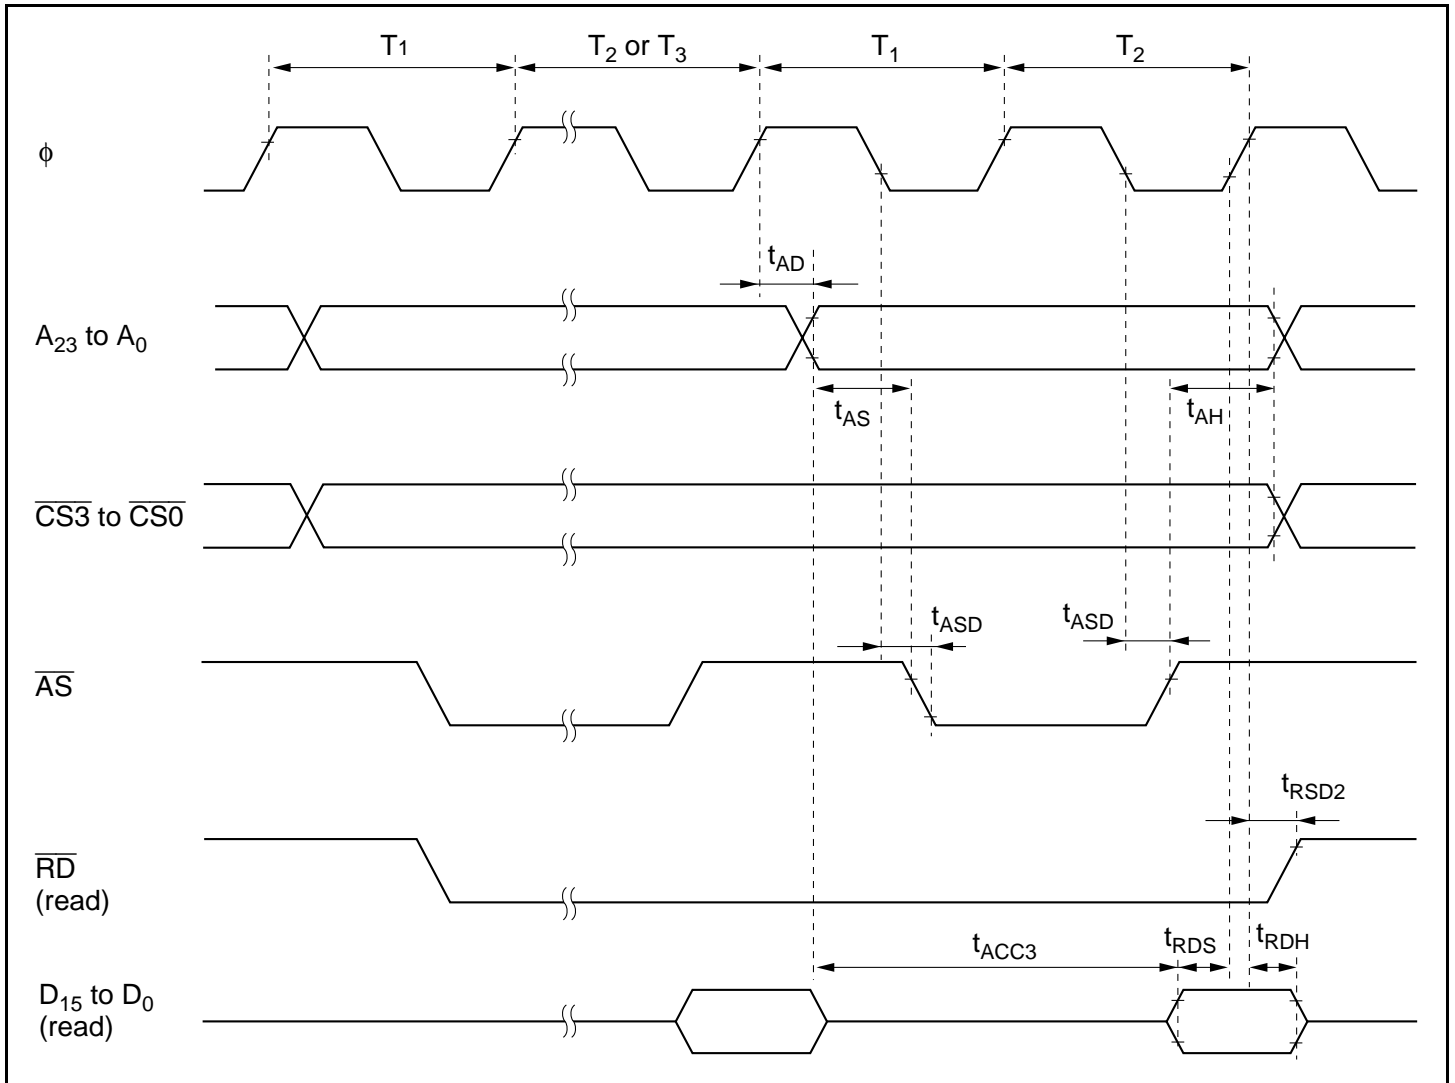 T1
T2 or T3
T1
T2
ϕ
tAD
A23 to A0
tAS
tAH
CS3 to CS0
tASD
tASD
AS
tRSD2
RD
(read)
tACC3
tRDS
tRDH
D15 to D0
(read)